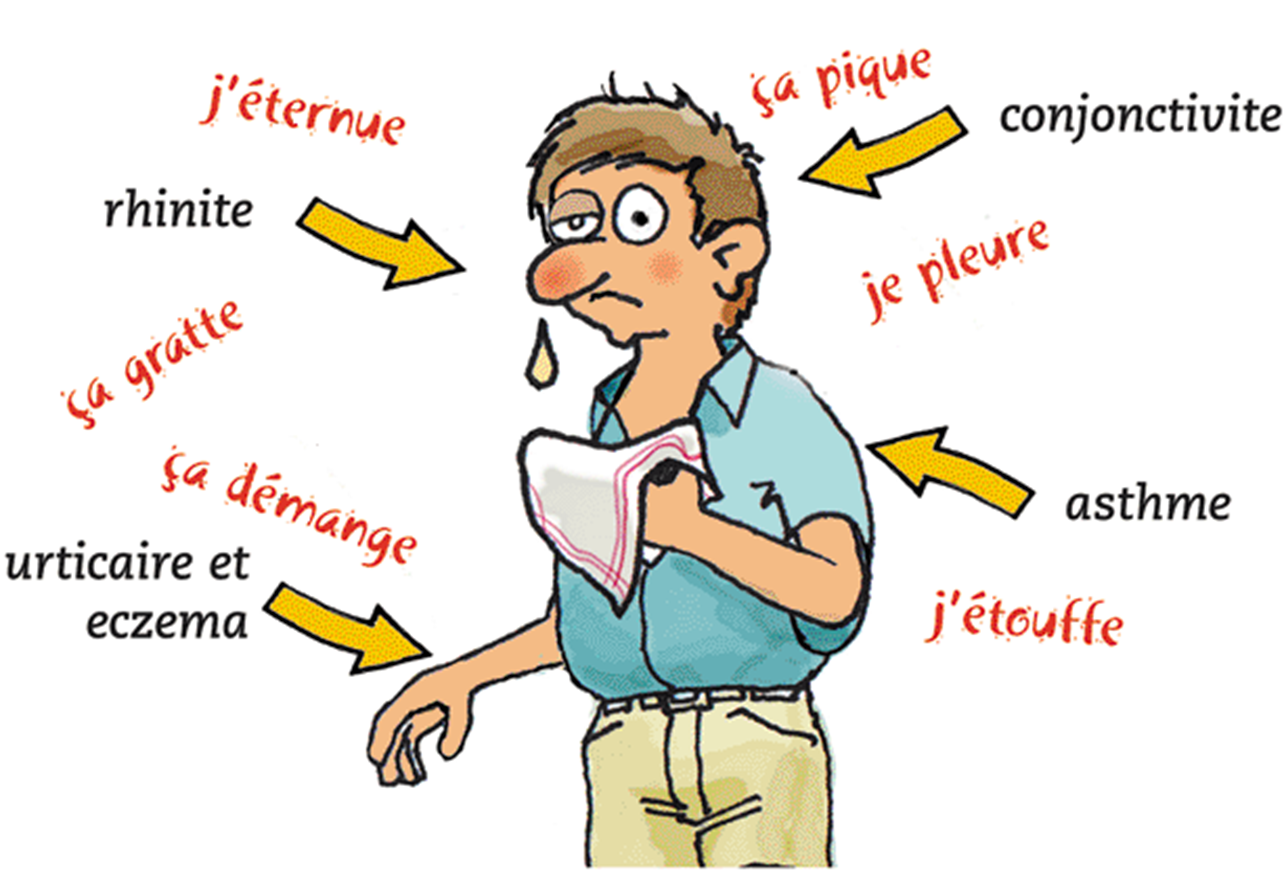 j'éternue
ça pique
conjonctivite
rhinite
je pleure
ça gratte
ça démange
asthme
urticaire et
eczema
j'étouffe